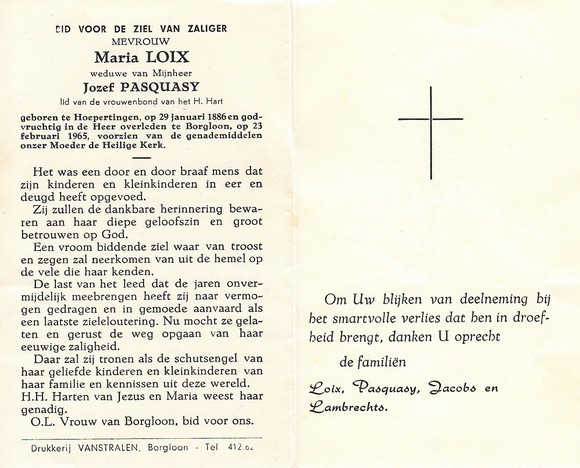 BID VOOR DE ZIEL VAN ZALIGER
MEVROUW
Maria LOIX
weduwe van Mijnheer
Jozef PASQUASY
lid van de vrouwenbond van het H. Hart
geboren te Hoepertingen, op 29 januari 1886 en god-
vruchtig in de Heer overleden te Borgloon, op 23
februari 1965, voorzien van de genademiddelen
onzer Moeder de Heilige Kerk.
Het was een door en door braaf mens dat
zijn kinderen en kleinkinderen in eer en
deugd heeft opgevoed.
Zij zullen de dankbare herinnering bewa-
ren aan haar diepe geloofszin en groot
betrouwen op God.
Een vroom biddende ziel waar van troost
en zegen zal neerkomen van uit de hemel op
de vele die haar kenden.
De last van het leed dat de jaren onver-
mijdelijk meebrengen heeft zij naar vermo-
gen gedragen en in gemoede aanvaard als
een laatste zieleloutering. Nu mocht ze gela-
ten en gerust de weg opgaan van haar
eeuwige zaligheid.
Daar zal zij tronen als de schutsengel van
haar geliefde kinderen en kleinkinderen van
haar familie en kennissen uit deze wereld.
H.H. Harten van Jezus en Maria weest haar
genadig.
O.L. Vrouw van Borgloon, bid voor ons.
Drukkerij VANSTRALEN, Borgloon - Tel
Om Uw blijken van deelneming bij
het smartvolle verlies dat hen in droef-
heid brengt, danken U oprecht
de familiën
Loix, Pasquasy, Jacobs en
Lambrechts.